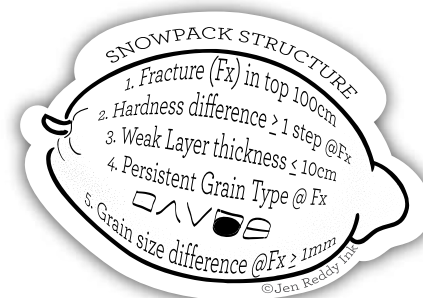 SNOWPACK STRUCTURE
1. Fracture (Fx) in top 100cm
2. Hardness difference ≥ 1 step @Fx
3. Weak Layer thickness ≤ 10cm
4. Persistent Grain Type @ Fx
5. Grain size difference @Fx ≥ 1mm
©Jen Reddy Ink